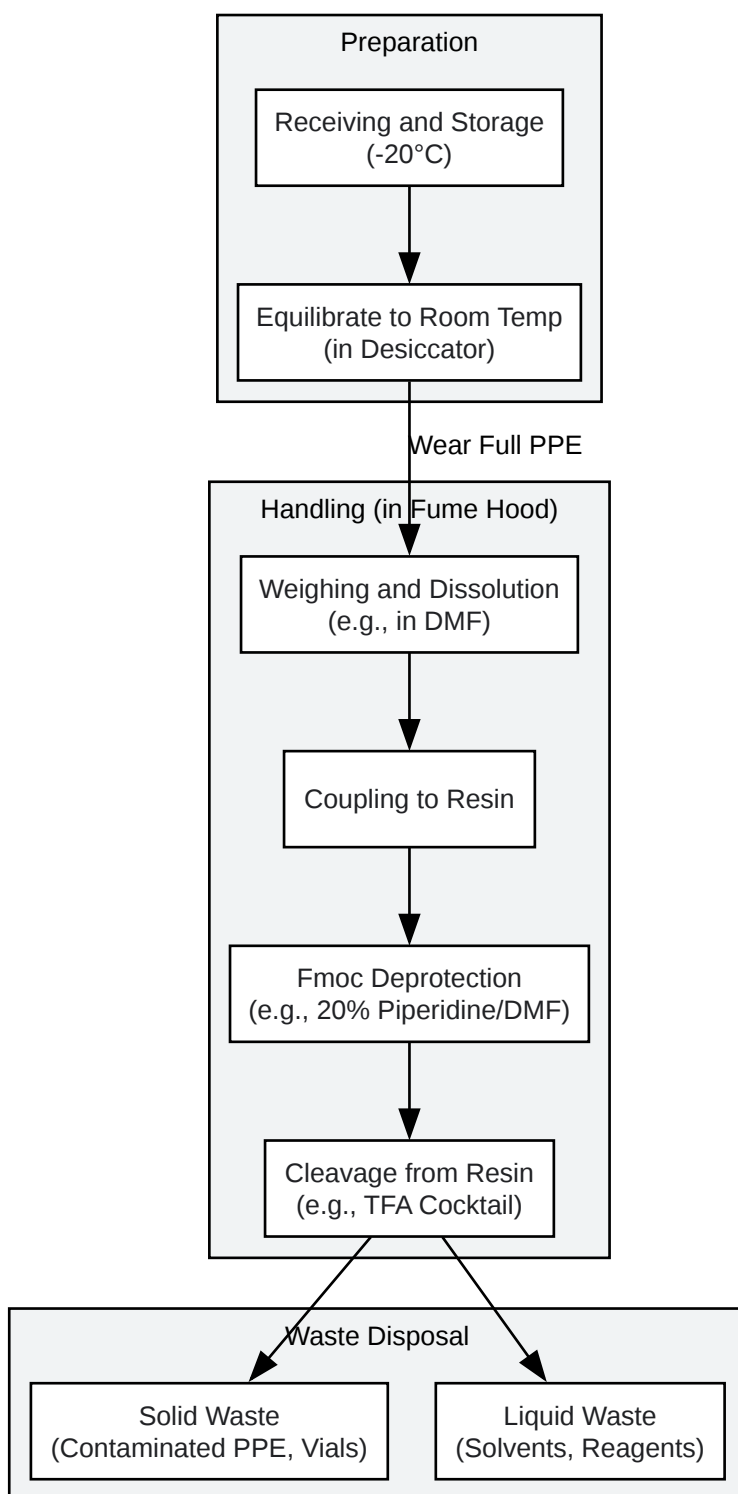 Preparation
Receiving and Storage
(-20°C)
Equilibrate to Room Temp
(in Desiccator)
Wear Full PPE
Handling (in Fume Hood)
Weighing and Dissolution
(e.g., in DMF)
Coupling to Resin
Fmoc Deprotection
(e.g., 20% Piperidine/DMF)
Cleavage from Resin
(e.g., TFA Cocktail)
Waste Disposal
Solid Waste
(Contaminated PPE, Vials)
Liquid Waste
(Solvents, Reagents)